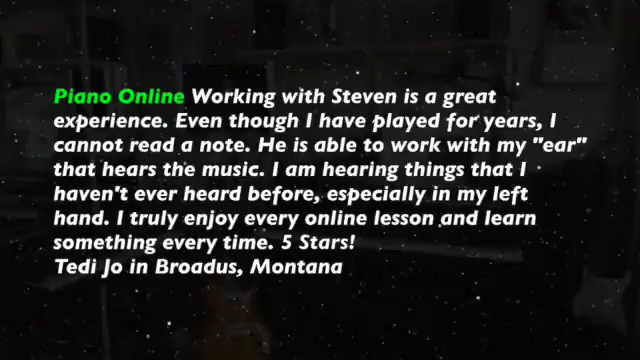 Piano Online Working with Steven is a great
experience. Even though I have played for years, I
cannot read a note. He is able to work with my "ear"
that hears the music. I am hearing things that I
haven't ever heard before, especially in my left
hand. I truly enjoy every online lesson and learn
something every time. 5 Stars!
Tedi Jo in Broadus, Montana